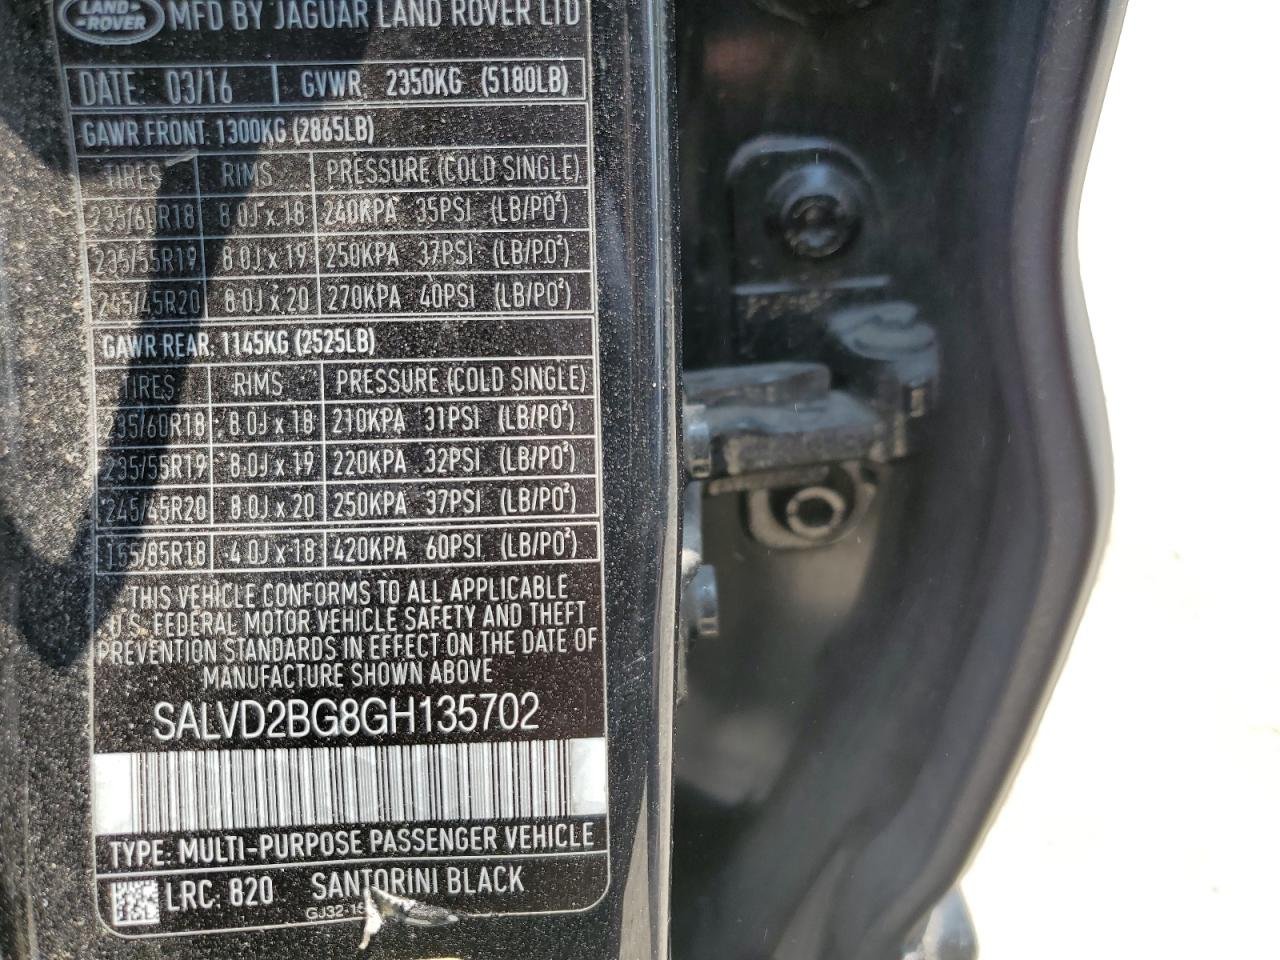 LAND ROVER MFD BY JAGUAR LAND ROVER LTD
DATE: 03/16 GVWR: 2350KG (5180LB)
GAWR FRONT: 1300KG (2865LB)
TIRES RIMS PRESSURE (COLD SINGLE)
235/60R18 8.0J x 18 240KPA 35PSI (LB/PO²)
235/55R19 8.0J x 19 250KPA 37PSI (LB/PO²)
245/45R20 8.0J x 20 270KPA 40PSI (LB/PO²)
GAWR REAR: 1145KG (2525LB)
TIRES RIMS PRESSURE (COLD SINGLE)
235/60R18 8.0J x 18 210KPA 31PSI (LB/PO²)
235/55R19 8.0J x 19 220KPA 32PSI (LB/PO²)
245/45R20 8.0J x 20 250KPA 37PSI (LB/PO²)
155/85R18 4.0J x 18 420KPA 60PSI (LB/PO²)
THIS VEHICLE CONFORMS TO ALL APPLICABLE
U.S. FEDERAL MOTOR VEHICLE SAFETY AND THEFT
PREVENTION STANDARDS IN EFFECT ON THE DATE OF
MANUFACTURE SHOWN ABOVE
SALVD2BG8GH135702
TYPE: MULTI-PURPOSE PASSENGER VEHICLE
LRC: 820 SANTORINI BLACK